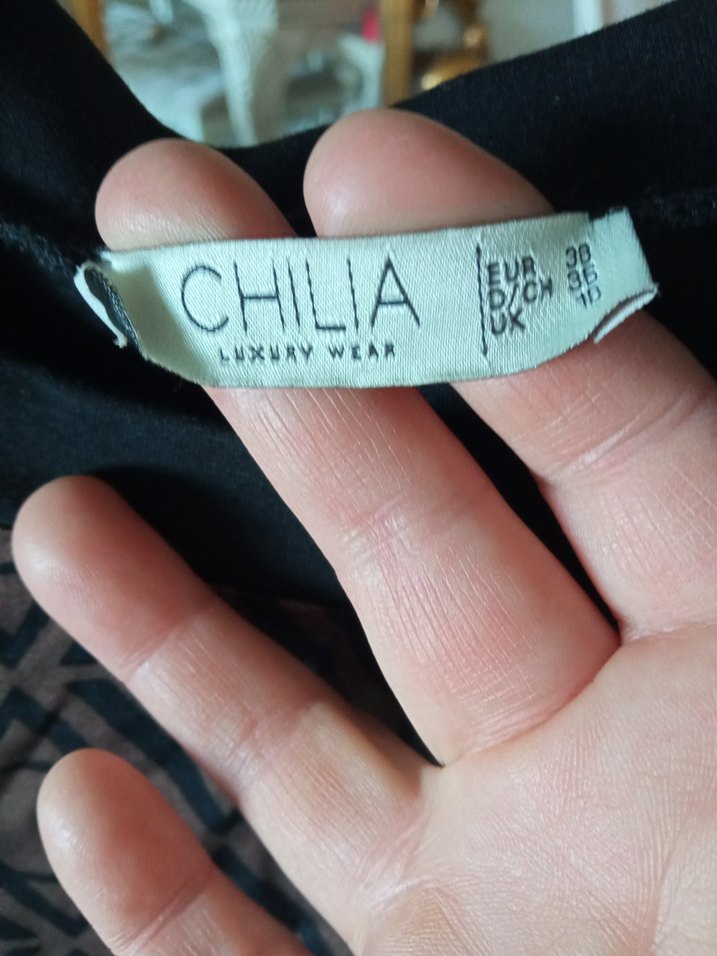 CHILIA
LUXURY WEAR
EUR 38
D/CH 36
UK 10